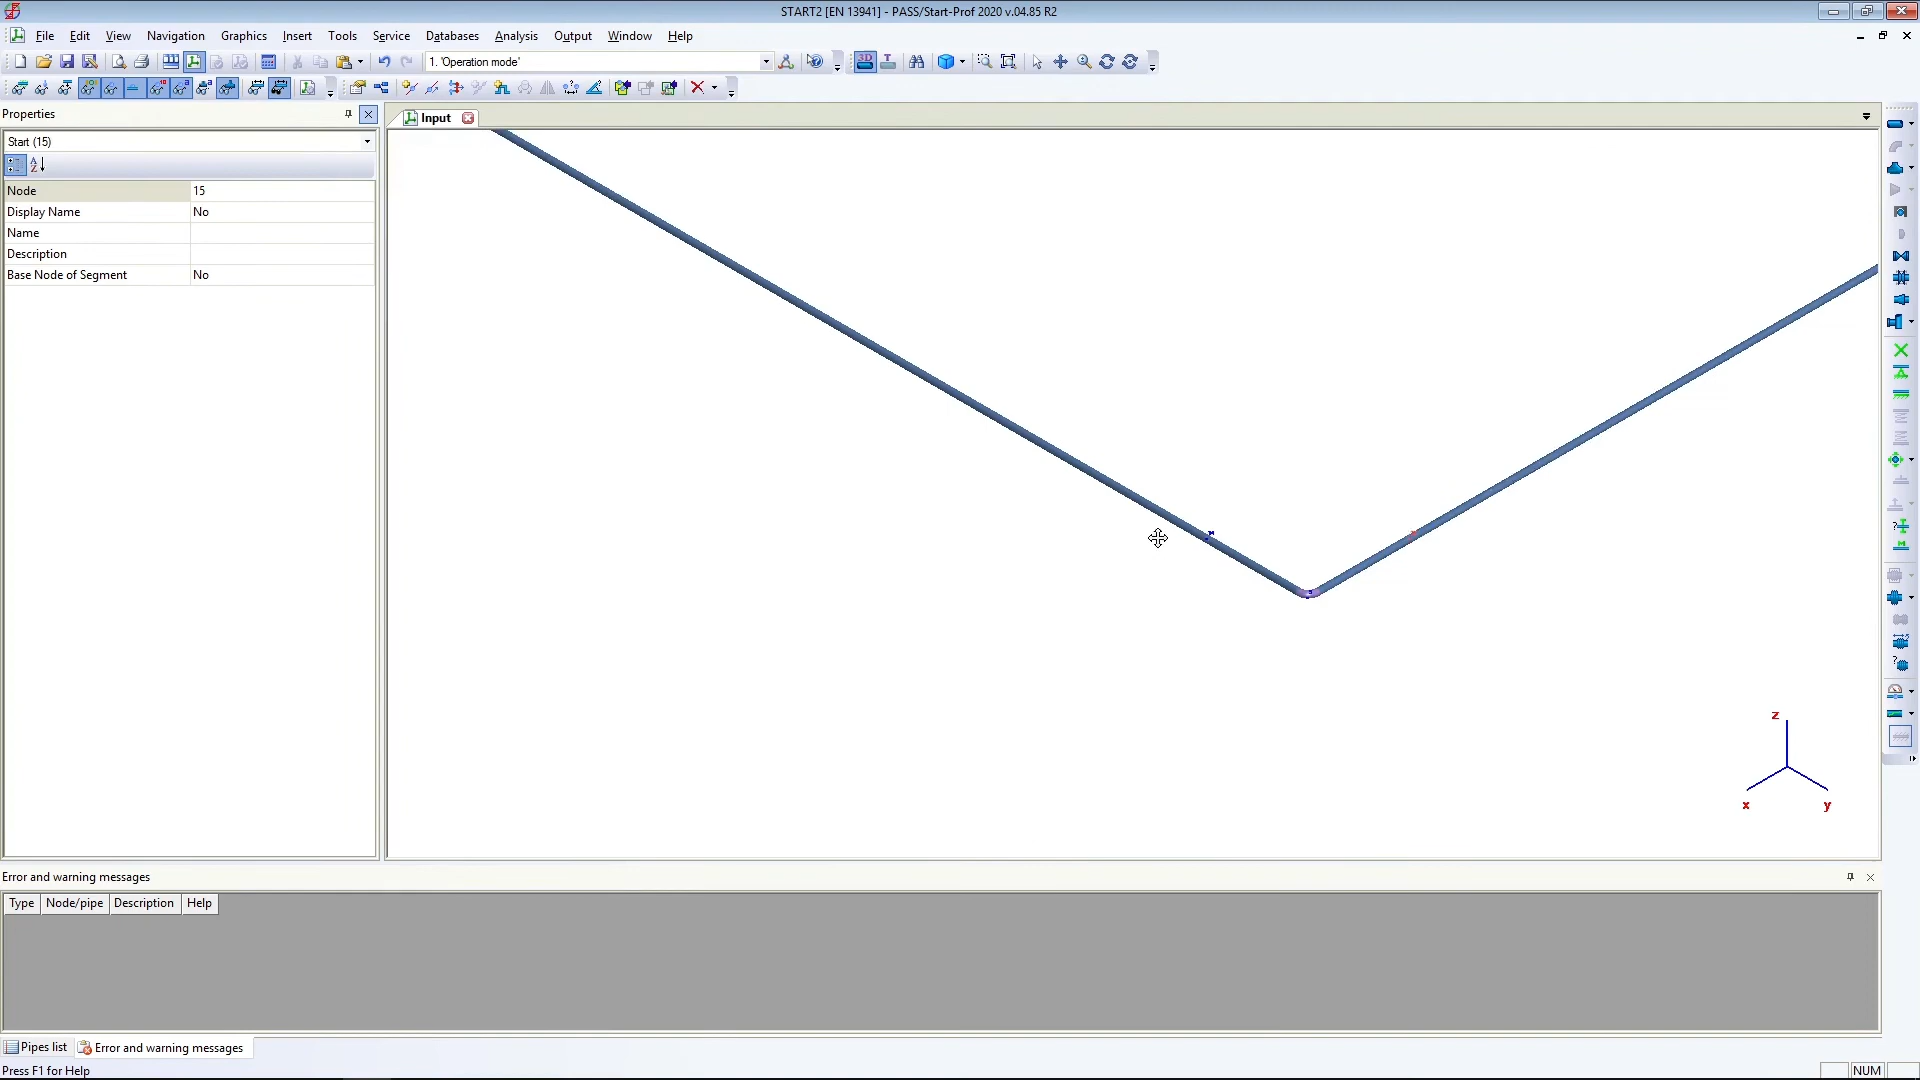 START2 [EN 13941] - PASS/Start-Prof 2020 v.04.85 R2
File Edit View Navigation Graphics Insert Tools Service Databases Analysis Output Window Help
1. 'Operation mode'
3D
Properties
Input
Start (15)
Node 15
Display Name No
Name
Description
Base Node of Segment No
z
x y
Error and warning messages
Type Node/pipe Description Help
Pipes list Error and warning messages
Press F1 for Help NUM